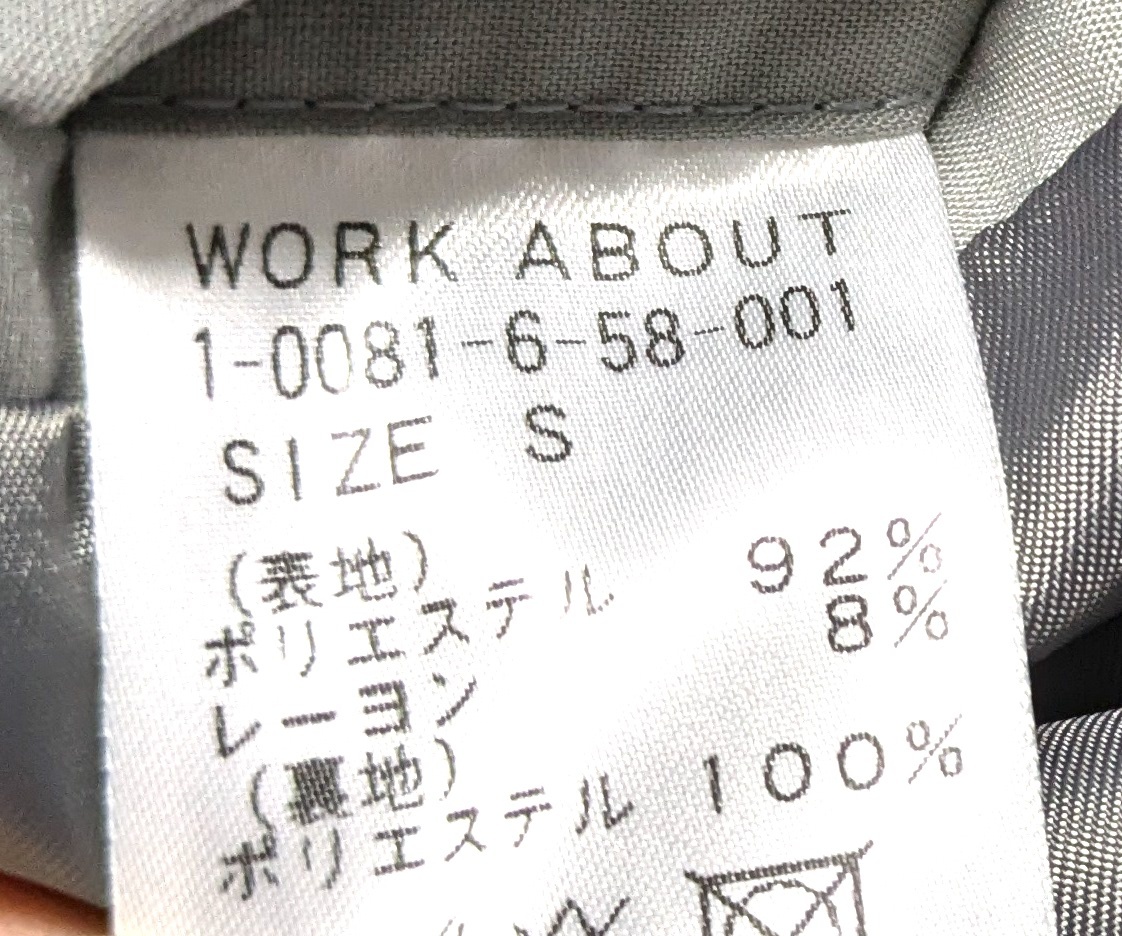 WORK ABOUT
1-0081-6-58-001
SIZE S
(表地)
ポリエステル 92%
レーヨン 8%
(裏地)
ポリエステル 100%